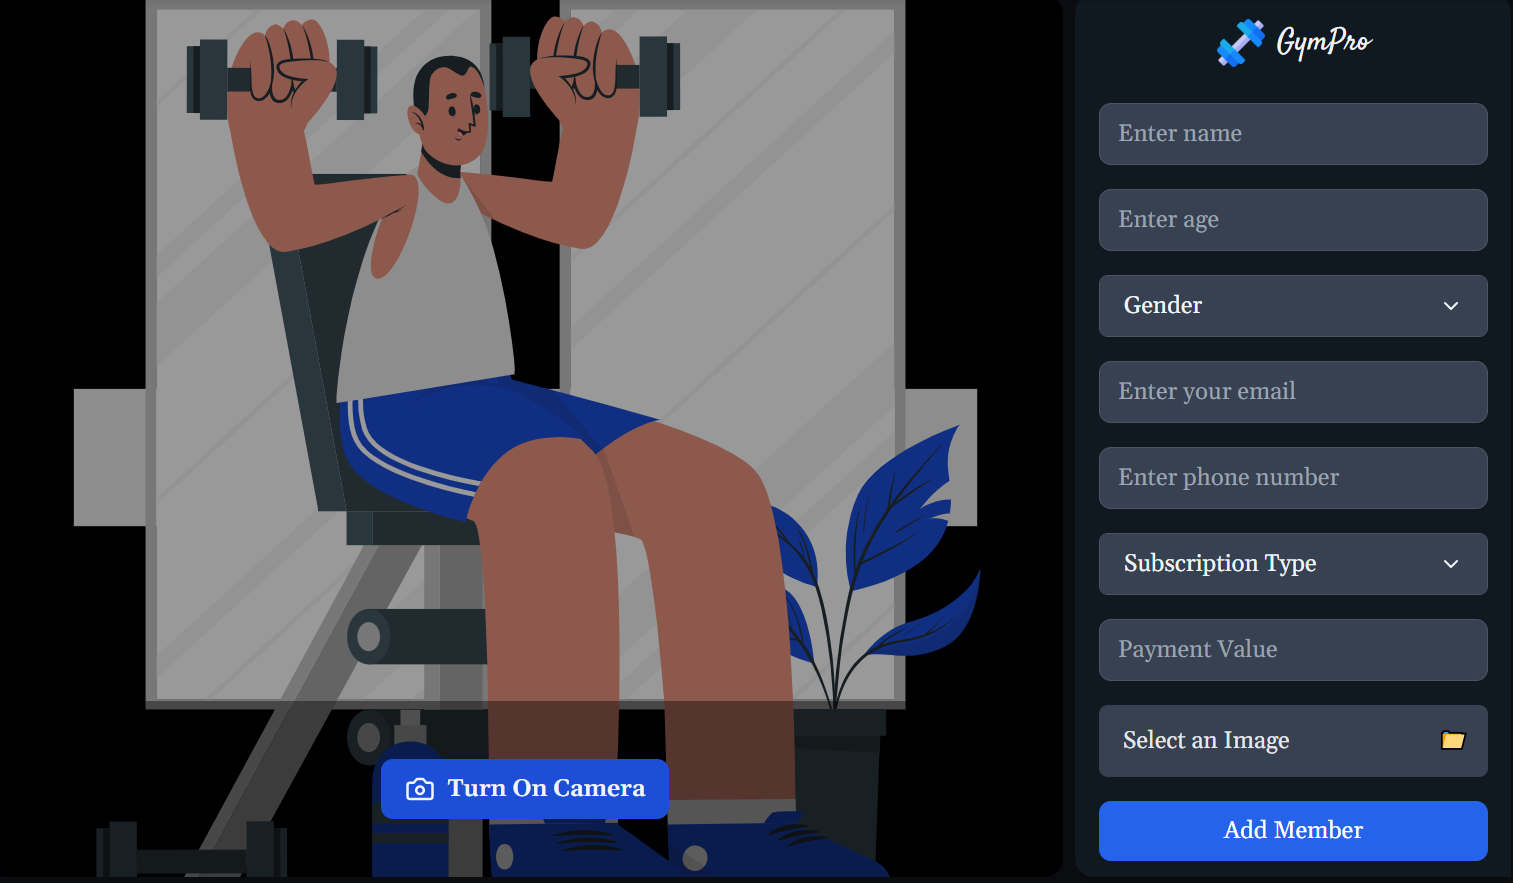 GymPro
Enter name
Enter age
Gender
Enter your email
Enter phone number
Subscription Type
Payment Value
Select an Image
Turn On Camera
Add Member